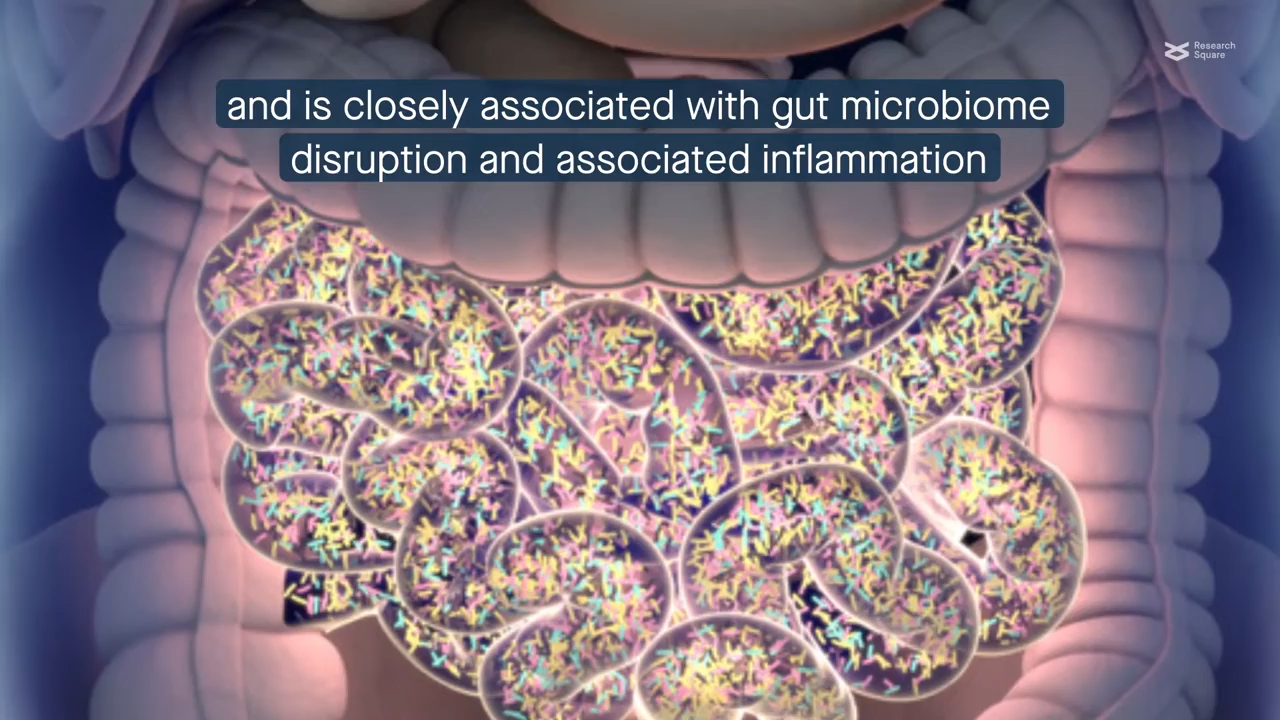 Research
Square
and is closely associated with gut microbiome
disruption and associated inflammation